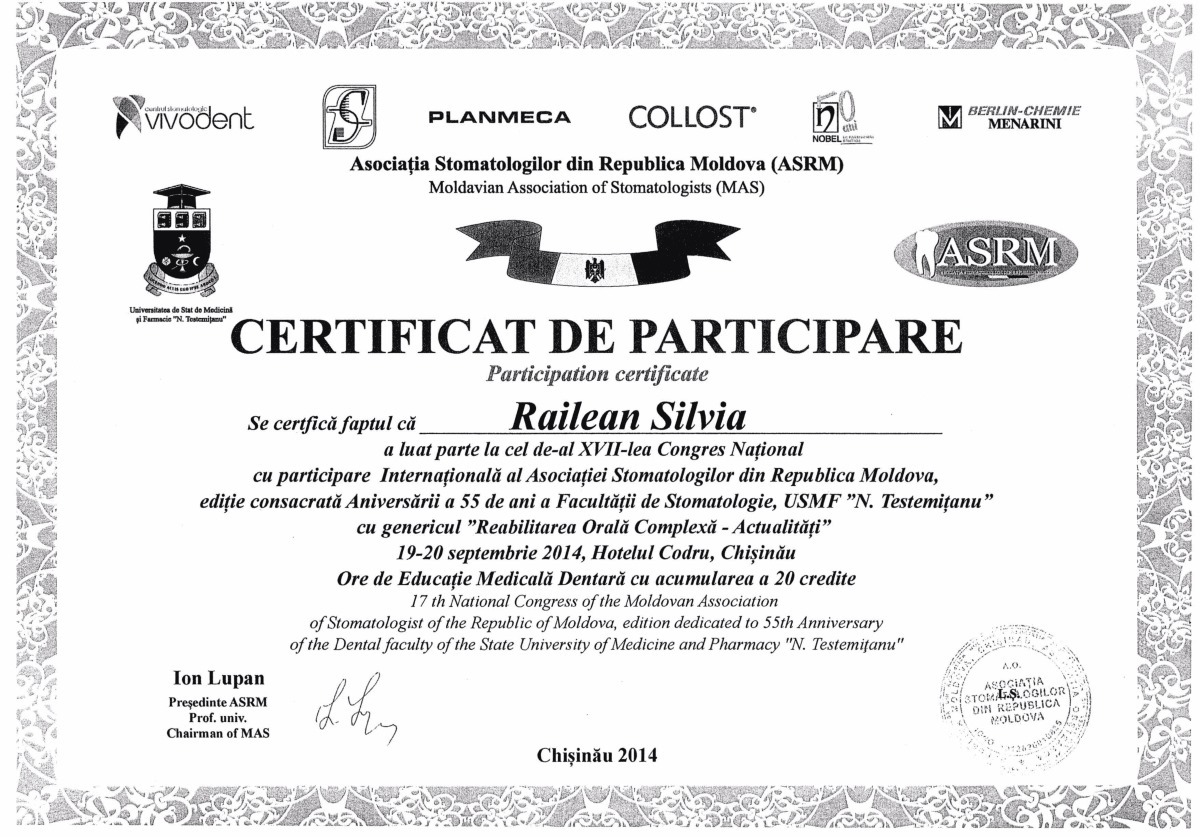 centrul stomatologic
vivodent
PLANMECA
COLLOST®
50
ani
NOBEL
BERLIN-CHEMIE
MENARINI
Asociația Stomatologilor din Republica Moldova (ASRM)
Moldavian Association of Stomatologists (MAS)
ASRM
Universitatea de Stat de Medicină
și Farmacie "N. Testemițanu"
CERTIFICAT DE PARTICIPARE
Participation certificate
Se certfică faptul că Railean Silvia
a luat parte la cel de-al XVII-lea Congres Național
cu participare Internațională al Asociației Stomatologilor din Republica Moldova,
ediție consacrată Aniversării a 55 de ani a Facultății de Stomatologie, USMF ”N. Testemițanu”
cu genericul ”Reabilitarea Orală Complexă - Actualități”
19-20 septembrie 2014, Hotelul Codru, Chișinău
Ore de Educație Medicală Dentară cu acumularea a 20 credite
17 th National Congress of the Moldovan Association
of Stomatologist of the Republic of Moldova, edition dedicated to 55th Anniversary
of the Dental faculty of the State University of Medicine and Pharmacy "N. Testemițanu"
Ion Lupan
Președinte ASRM
Prof. univ.
Chairman of MAS
A.O.
ASOCIAȚIA
STOMATOLOGILOR
L.Ș.
DIN REPUBLICA
MOLDOVA
Chișinău 2014